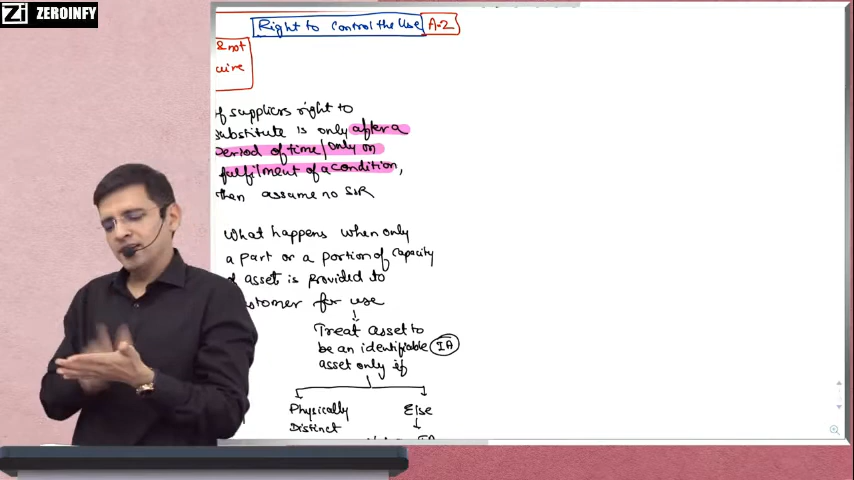 Zi ZEROINFY
Right to control the Use A-2
& not
uire
of suppliers right to
substitute is only after a
period of time/only on
fulfilment of a condition,
then assume no SSR
What happens when only
a part or a portion of capacity
of asset is provided to
customer for use
Treat asset to
be an identifiable IA
asset only if
Physically Else
Distinct
IA